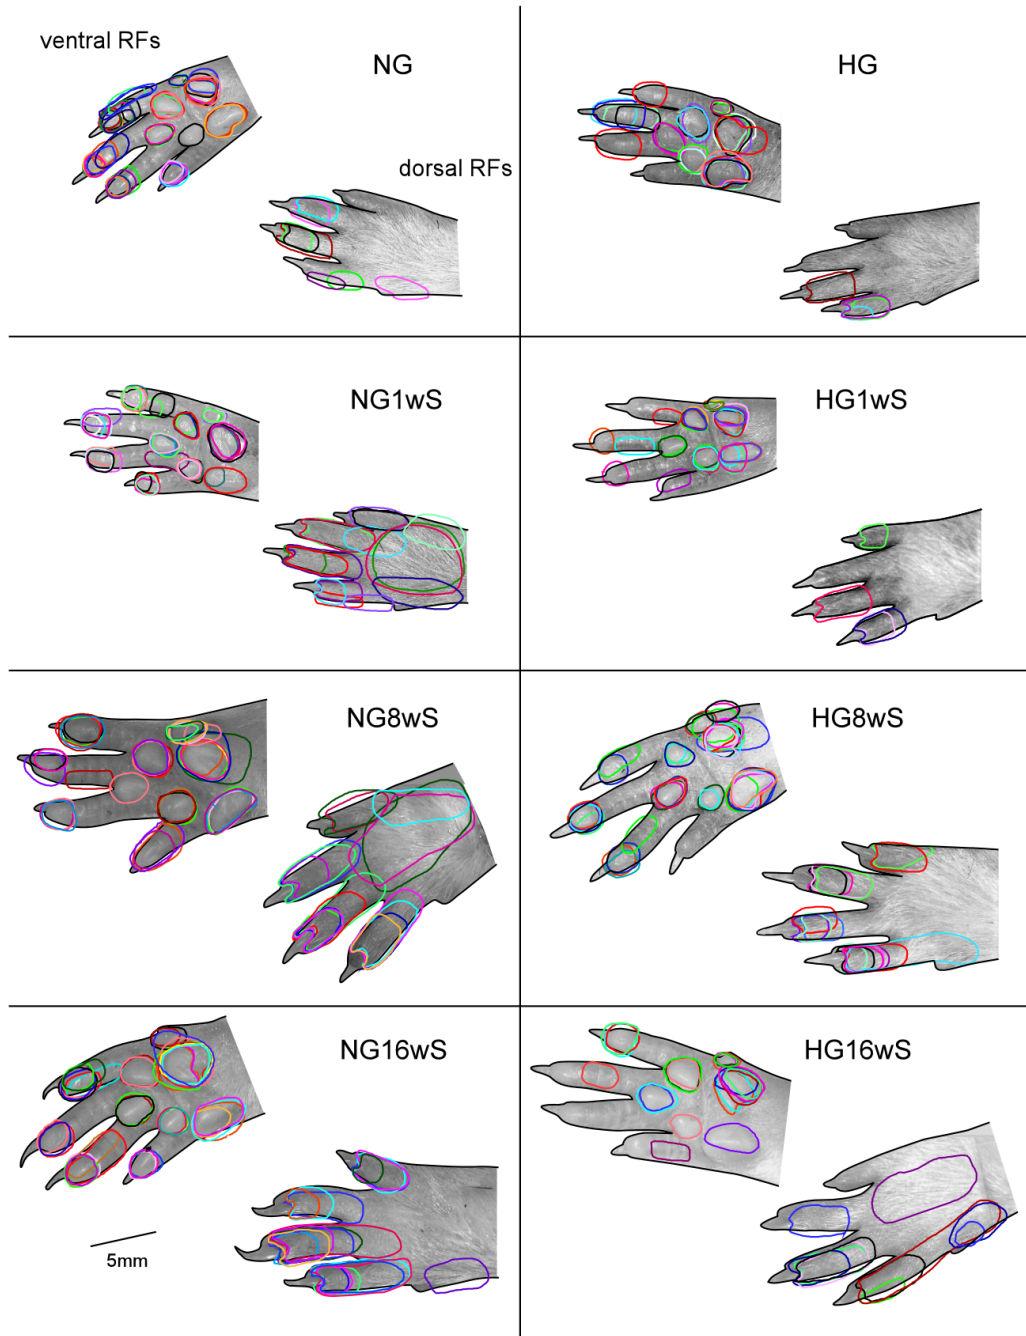 ventral RFs
NG
dorsal RFs
HG
NG1wS
HG1wS
NG8wS
HG8wS
NG16wS
5mm
HG16wS